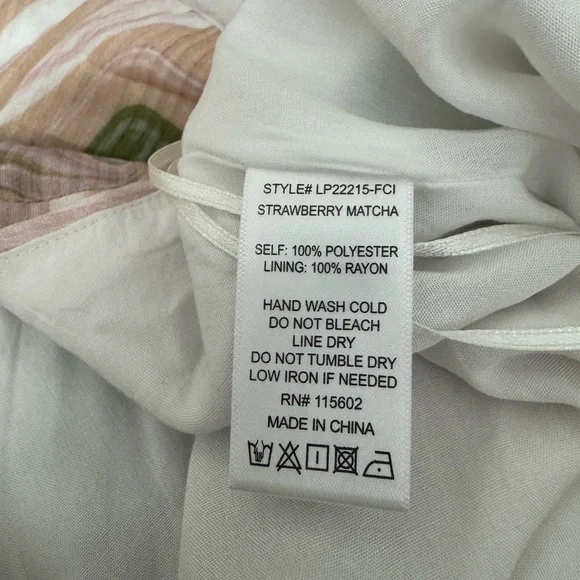 STYLE# LP22215-FCI
STRAWBERRY MATCHA
SELF: 100% POLYESTER
LINING: 100% RAYON
HAND WASH COLD
DO NOT BLEACH
LINE DRY
DO NOT TUMBLE DRY
LOW IRON IF NEEDED
RN# 115602
MADE IN CHINA